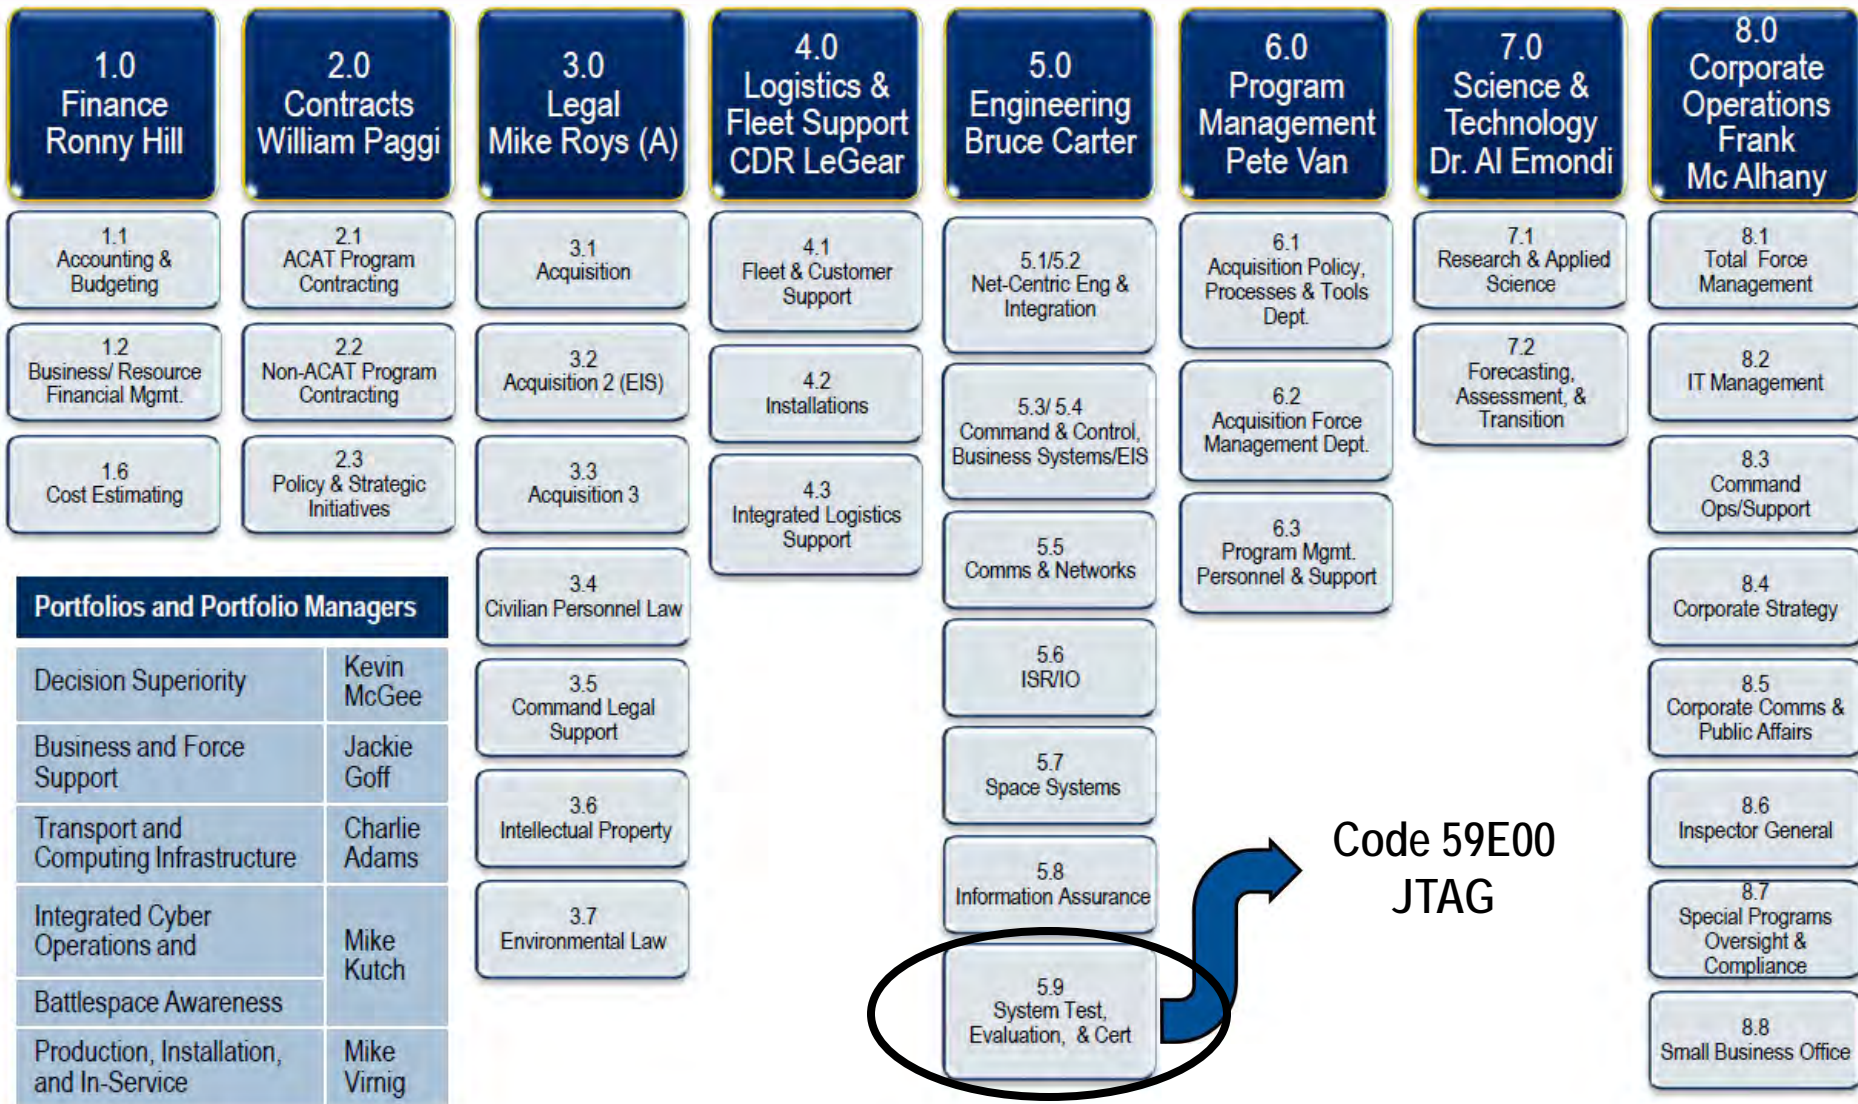 1.0
Finance
Ronny Hill
1.1
Accounting &
Budgeting
1.2
Business/ Resource
Financial Mgmt.
1.6
Cost Estimating
2.0
Contracts
William Paggi
2.1
ACAT Program
Contracting
2.2
Non-ACAT Program
Contracting
2.3
Policy & Strategic
Initiatives
3.0
Legal
Mike Roys (A)
3.1
Acquisition
3.2
Acquisition 2 (EIS)
3.3
Acquisition 3
3.4
Civilian Personnel Law
3.5
Command Legal
Support
3.6
Intellectual Property
3.7
Environmental Law
4.0
Logistics &
Fleet Support
CDR LeGear
4.1
Fleet & Customer
Support
4.2
Installations
4.3
Integrated Logistics
Support
5.0
Engineering
Bruce Carter
5.1/5.2
Net-Centric Eng &
Integration
5.3/ 5.4
Command & Control,
Business Systems/EIS
5.5
Comms & Networks
5.6
ISR/IO
5.7
Space Systems
5.8
Information Assurance
5.9
System Test,
Evaluation, & Cert
Code 59E00
JTAG
6.0
Program
Management
Pete Van
6.1
Acquisition Policy,
Processes & Tools
Dept.
6.2
Acquisition Force
Management Dept.
6.3
Program Mgmt.
Personnel & Support
7.0
Science &
Technology
Dr. Al Emondi
7.1
Research & Applied
Science
7.2
Forecasting,
Assessment, &
Transition
8.0
Corporate
Operations
Frank
Mc Alhany
8.1
Total Force
Management
8.2
IT Management
8.3
Command
Ops/Support
8.4
Corporate Strategy
8.5
Corporate Comms &
Public Affairs
8.6
Inspector General
8.7
Special Programs
Oversight &
Compliance
8.8
Small Business Office
Portfolios and Portfolio Managers
Decision Superiority
Kevin
McGee
Business and Force
Support
Jackie
Goff
Transport and
Computing Infrastructure
Charlie
Adams
Integrated Cyber
Operations and
Battlespace Awareness
Mike
Kutch
Production, Installation,
and In-Service
Mike
Virnig